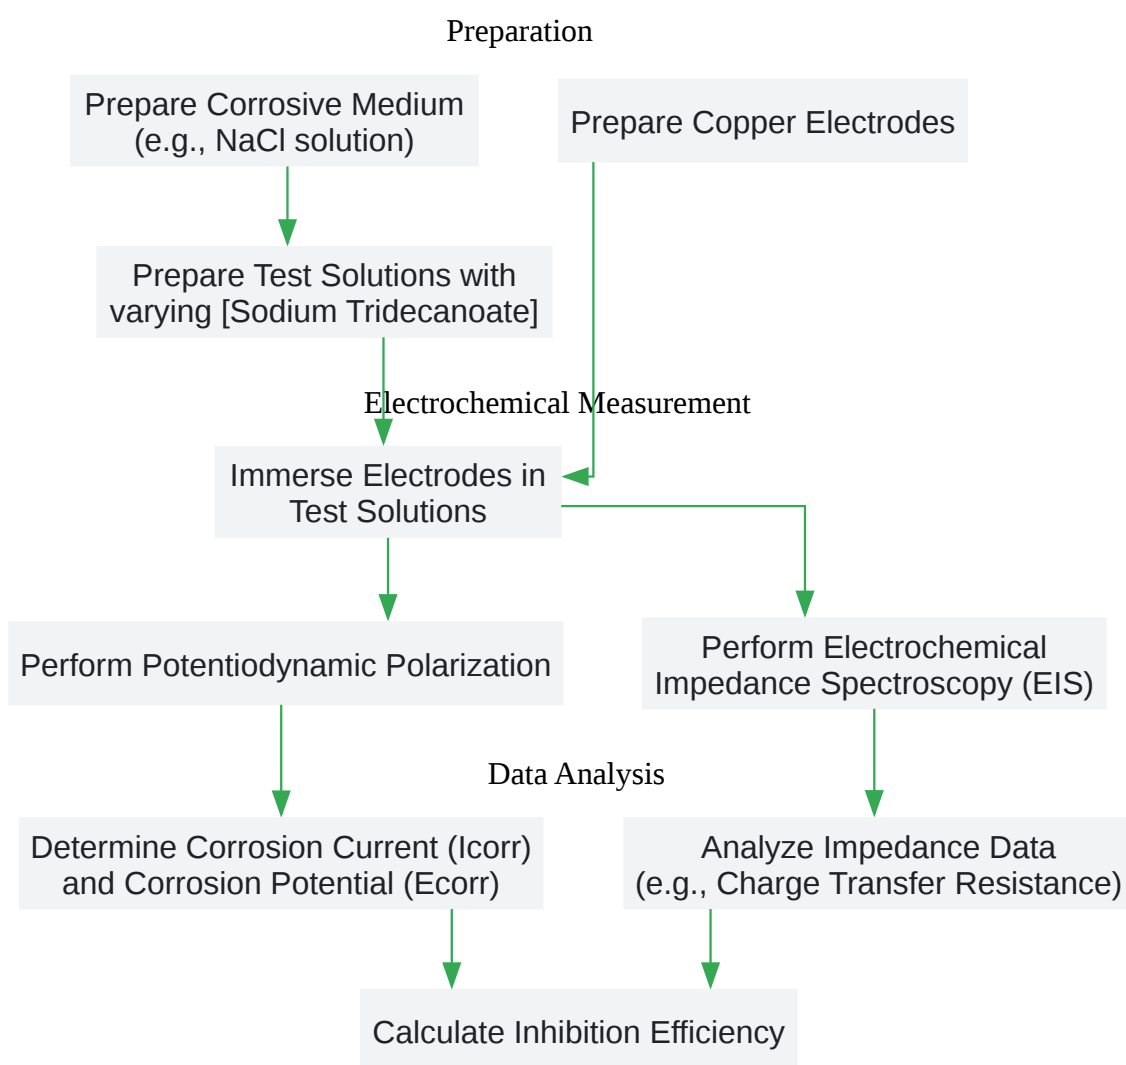 Preparation
Prepare Corrosive Medium
(e.g., NaCl solution)
Prepare Copper Electrodes
Prepare Test Solutions with
varying [Sodium Tridecanoate]
Electrochemical Measurement
Immerse Electrodes in
Test Solutions
Perform Potentiodynamic Polarization
Perform Electrochemical
Impedance Spectroscopy (EIS)
Data Analysis
Determine Corrosion Current (Icorr)
and Corrosion Potential (Ecorr)
Analyze Impedance Data
(e.g., Charge Transfer Resistance)
Calculate Inhibition Efficiency